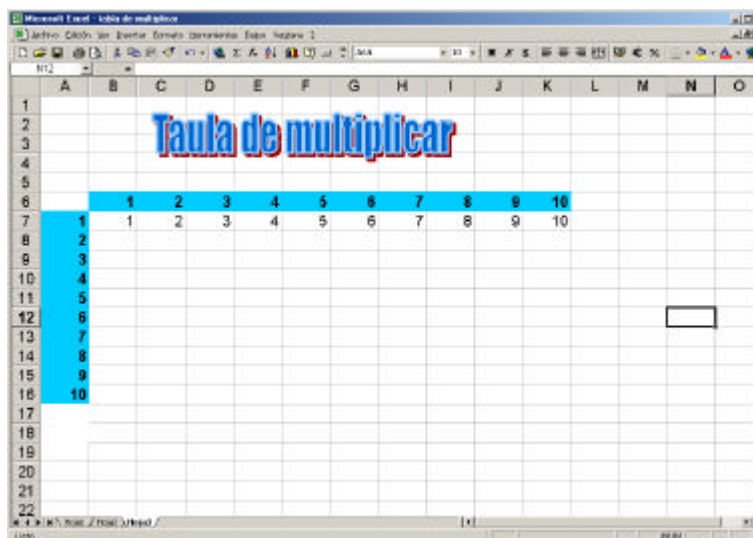 Microsoft Excel - tabla de multiplicar
Archivo Edición Ver Insertar Formato Herramientas Datos Ventana ?
N12 =
A B C D E F G H I J K L M N O
1
2 Taula de multiplicar
3
4
5
6 1 2 3 4 5 6 7 8 9 10
7 1 1 2 3 4 5 6 7 8 9 10
8 2
9 3
10 4
11 5
12 6
13 7
14 8
15 9
16 10
17
18
19
20
21
22